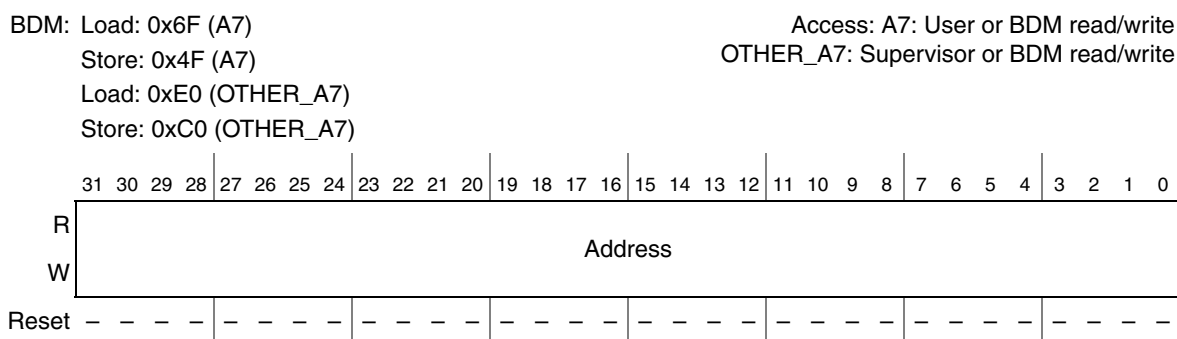 BDM: Load: 0x6F (A7)
Store: 0x4F (A7)
Load: 0xE0 (OTHER_A7)
Store: 0xC0 (OTHER_A7)
Access: A7: User or BDM read/write
OTHER_A7: Supervisor or BDM read/write
31 30 29 28 27 26 25 24 23 22 21 20 19 18 17 16 15 14 13 12 11 10 9 8 7 6 5 4 3 2 1 0
R
Address
W
Reset – – – – – – – – – – – – – – – – – – – – – – – – – – – – – – – –